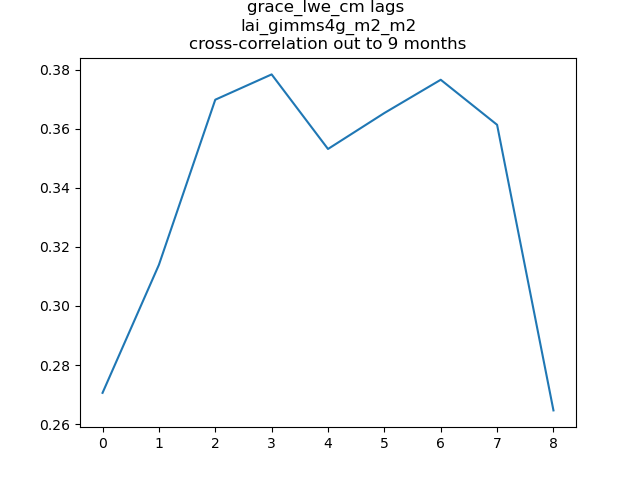 grace_lwe_cm lags
lai_gimms4g_m2_m2
cross-correlation out to 9 months
0.38
0.36
0.34
0.32
0.30
0.28
0.26
0 1 2 3 4 5 6 7 8